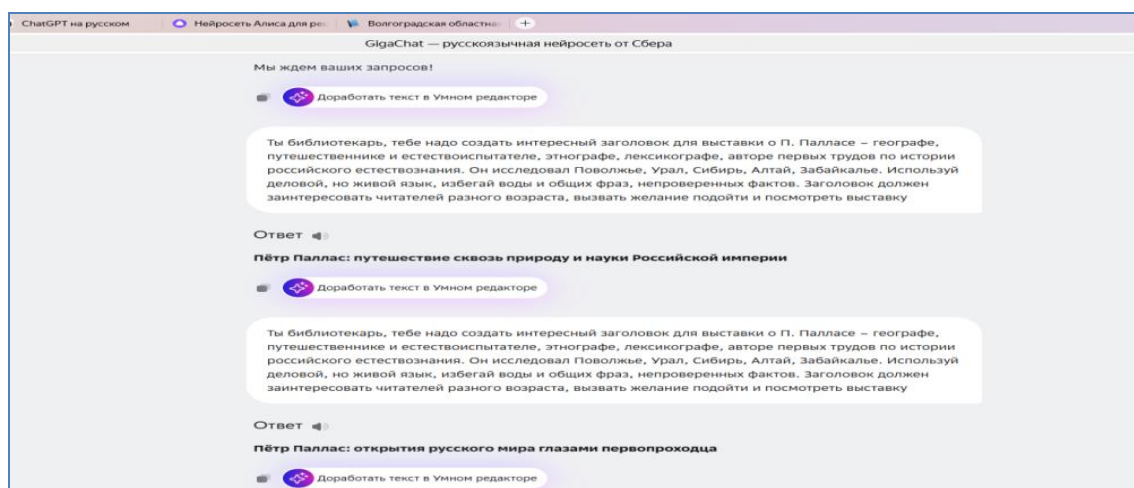 ChatGPT на русском
Нейросеть Алиса для ре
Волгоградская областна
GigaChat — русскоязычная нейросеть от Сбера
Мы ждем ваших запросов!
Доработать текст в Умном редакторе
Ты библиотекарь, тебе надо создать интересный заголовок для выставки о П. Палласе – географе,
путешественнике и естествоиспытателе, этнографе, лексикографе, авторе первых трудов по истории
российского естествознания. Он исследовал Поволжье, Урал, Сибирь, Алтай, Забайкалье. Используй
деловой, но живой язык, избегай воды и общих фраз, непроверенных фактов. Заголовок должен
заинтересовать читателей разного возраста, вызвать желание подойти и посмотреть выставку
Ответ
Пётр Паллас: путешествие сквозь природу и науки Российской империи
Доработать текст в Умном редакторе
Ты библиотекарь, тебе надо создать интересный заголовок для выставки о П. Палласе – географе,
путешественнике и естествоиспытателе, этнографе, лексикографе, авторе первых трудов по истории
российского естествознания. Он исследовал Поволжье, Урал, Сибирь, Алтай, Забайкалье. Используй
деловой, но живой язык, избегай воды и общих фраз, непроверенных фактов. Заголовок должен
заинтересовать читателей разного возраста, вызвать желание подойти и посмотреть выставку
Ответ
Пётр Паллас: открытия русского мира глазами первопроходца
Доработать текст в Умном редакторе